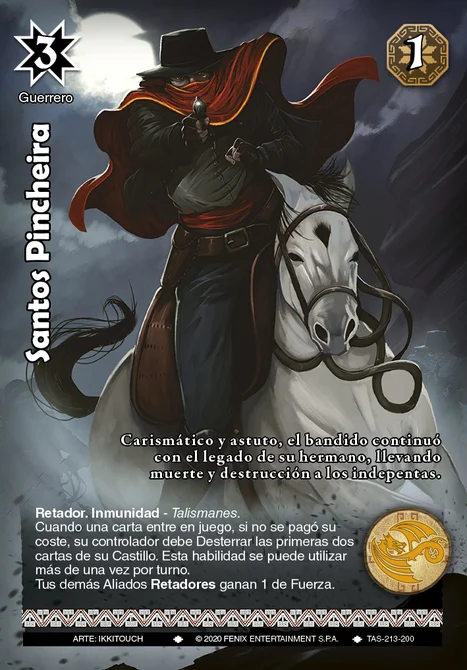 3
Guerrero
1
Santos Pincheira
Carismático y astuto, el bandido continuó
con el legado de su hermano, llevando
muerte y destrucción a los indepentas.
Retador. Inmunidad - Talismanes.
Cuando una carta entre en juego, si no se pagó su
coste, su controlador debe Desterrar las primeras dos
cartas de su Castillo. Esta habilidad se puede utilizar
más de una vez por turno.
Tus demás Aliados Retadores ganan 1 de Fuerza.
ARTE: IKKITOUCH © 2020 FENIX ENTERTAINMENT S.P.A. TAS-213-200